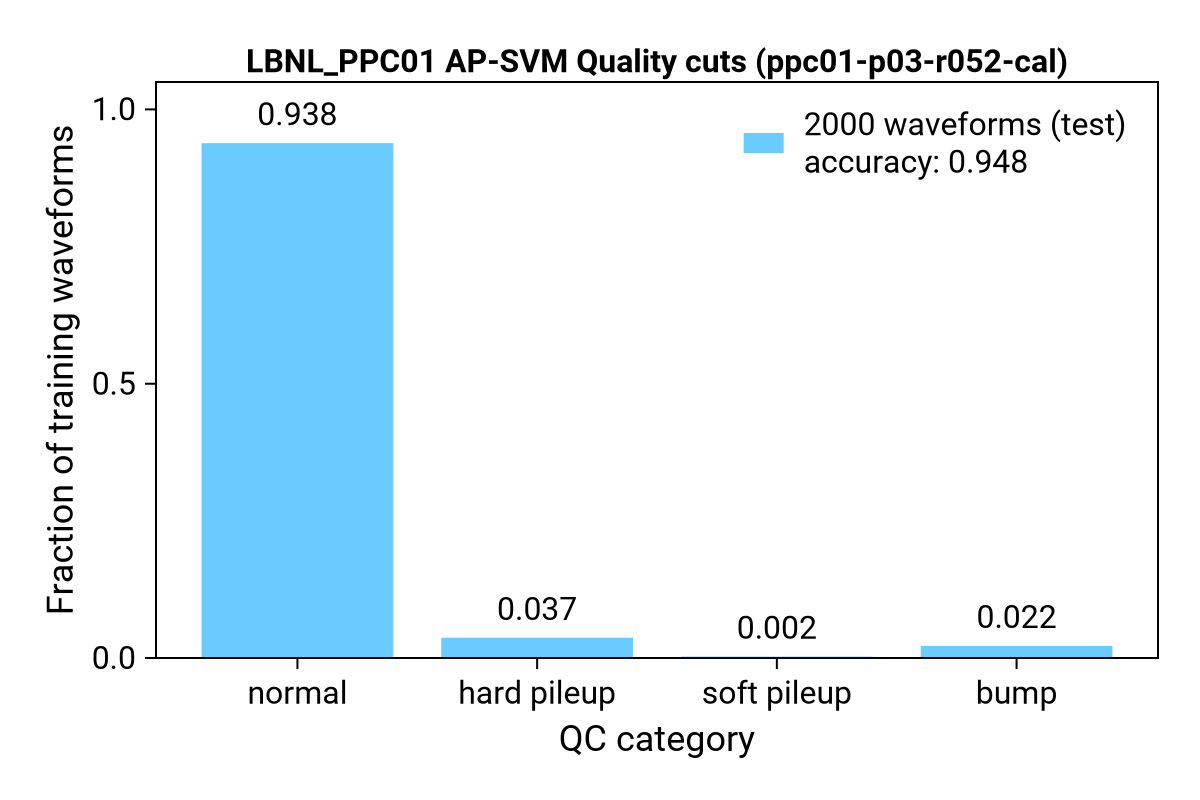 LBNL_PPC01 AP-SVM Quality cuts (ppc01-p03-r052-cal)
2000 waveforms (test)
accuracy: 0.948
Fraction of training waveforms
1.0
0.5
0.0
0.938
0.037
0.002
0.022
normal
hard pileup
soft pileup
bump
QC category